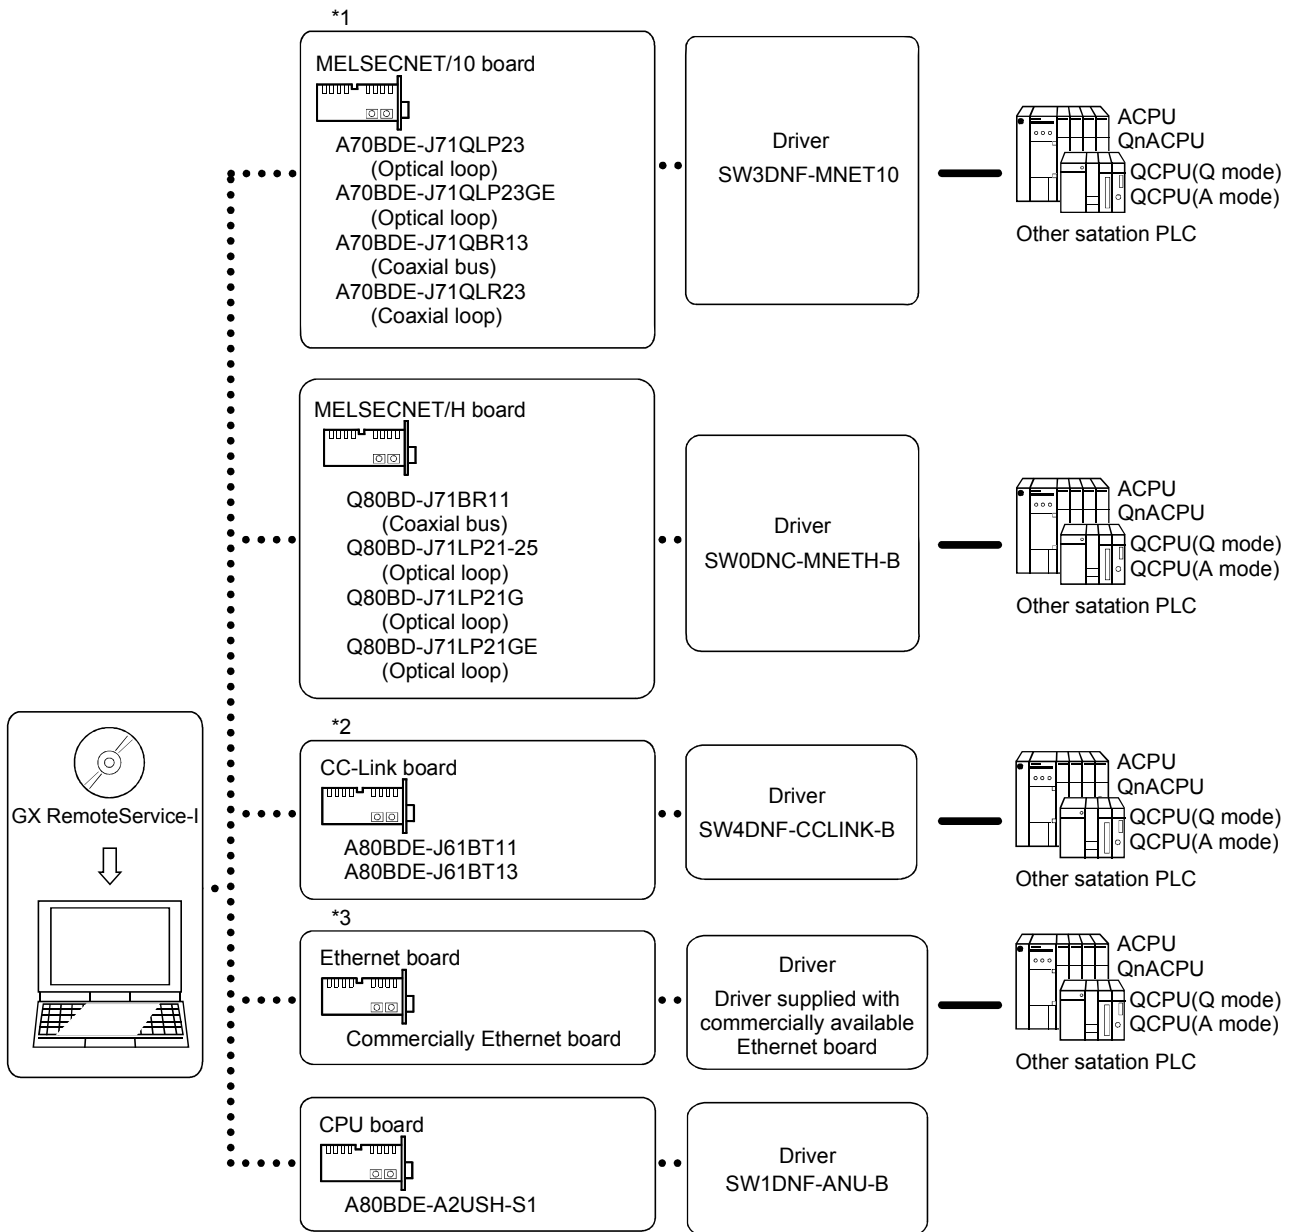 *1
MELSECNET/10 board
A70BDE-J71QLP23
(Optical loop)
A70BDE-J71QLP23GE
(Optical loop)
A70BDE-J71QBR13
(Coaxial bus)
A70BDE-J71QLR23
(Coaxial loop)
Driver
SW3DNF-MNET10
ACPU
QnACPU
QCPU(Q mode)
QCPU(A mode)
Other satation PLC
MELSECNET/H board
Q80BD-J71BR11
(Coaxial bus)
Q80BD-J71LP21-25
(Optical loop)
Q80BD-J71LP21G
(Optical loop)
Q80BD-J71LP21GE
(Optical loop)
Driver
SW0DNC-MNETH-B
ACPU
QnACPU
QCPU(Q mode)
QCPU(A mode)
Other satation PLC
GX RemoteService-I
*2
CC-Link board
A80BDE-J61BT11
A80BDE-J61BT13
Driver
SW4DNF-CCLINK-B
ACPU
QnACPU
QCPU(Q mode)
QCPU(A mode)
Other satation PLC
*3
Ethernet board
Commercially Ethernet board
Driver
Driver supplied with
commercially available
Ethernet board
ACPU
QnACPU
QCPU(Q mode)
QCPU(A mode)
Other satation PLC
CPU board
A80BDE-A2USH-S1
Driver
SW1DNF-ANU-B